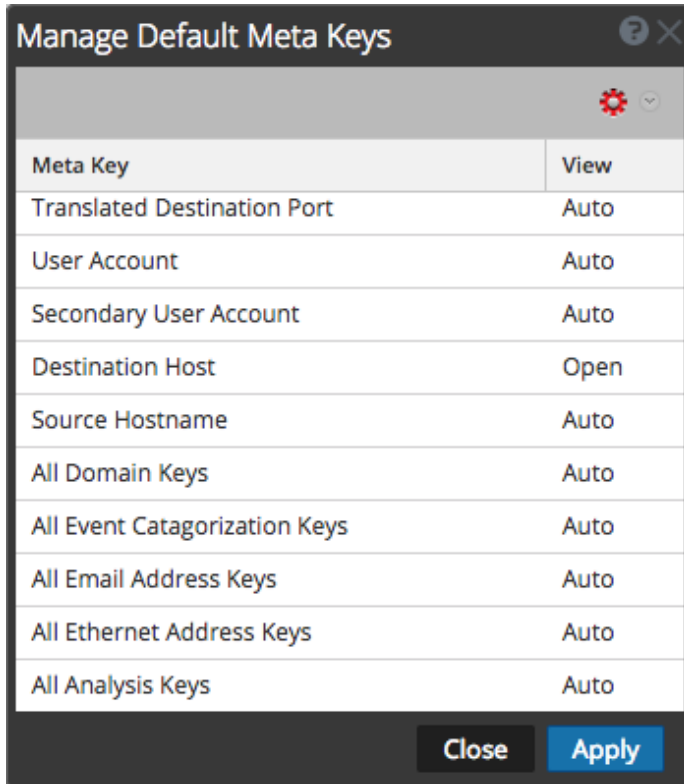 Manage Default Meta Keys
Meta Key View
Translated Destination Port Auto
User Account Auto
Secondary User Account Auto
Destination Host Open
Source Hostname Auto
All Domain Keys Auto
All Event Catagorization Keys Auto
All Email Address Keys Auto
All Ethernet Address Keys Auto
All Analysis Keys Auto
Close Apply